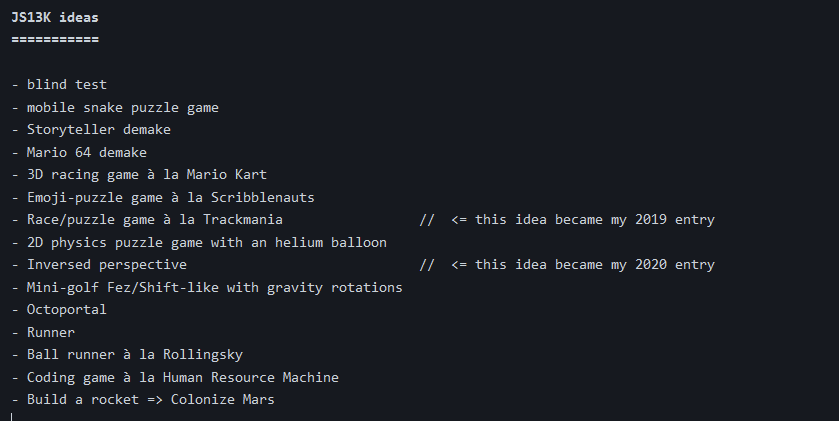 JS13K ideas
===========
- blind test
- mobile snake puzzle game
- Storyteller demake
- Mario 64 demake
- 3D racing game à la Mario Kart
- Emoji-puzzle game à la Scribblenauts
- Race/puzzle game à la Trackmania // <= this idea became my 2019 entry
- 2D physics puzzle game with an helium balloon
- Inversed perspective // <= this idea became my 2020 entry
- Mini-golf Fez/Shift-like with gravity rotations
- Octoportal
- Runner
- Ball runner à la Rollingsky
- Coding game à la Human Resource Machine
- Build a rocket => Colonize Mars